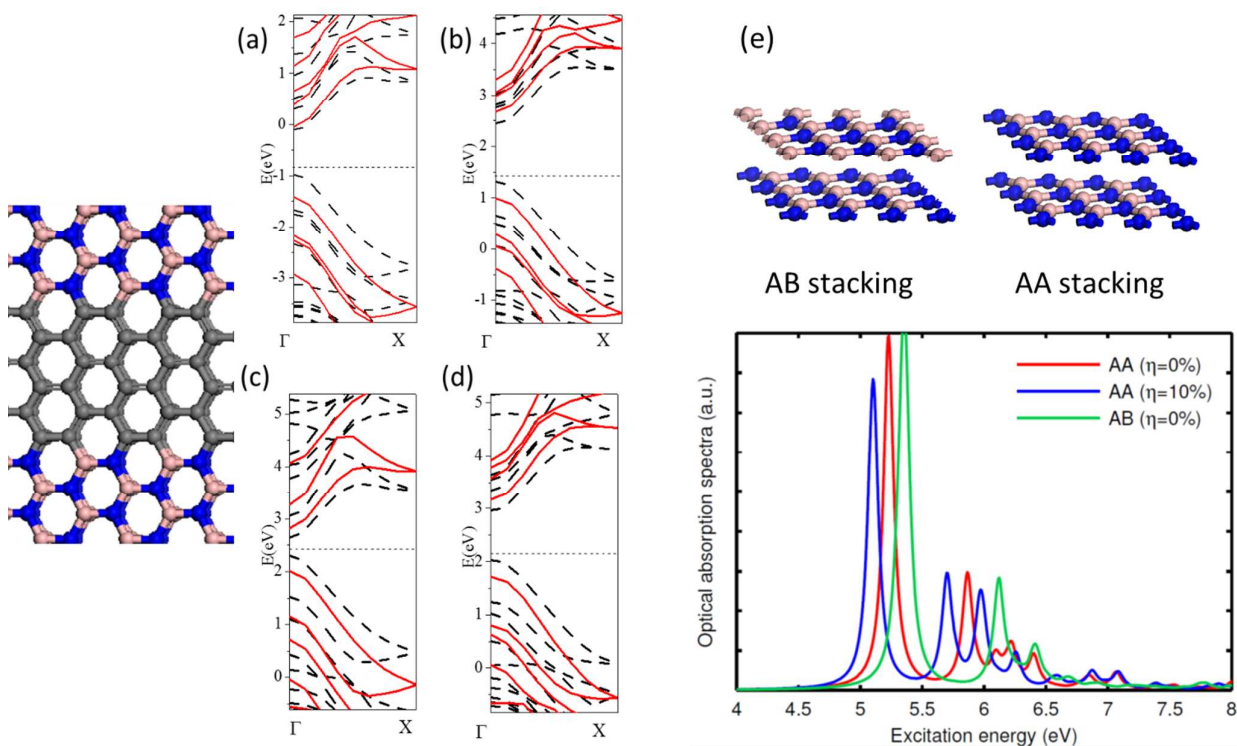 (a)
2
1
0
-1
-2
-3
E(eV)
Γ X
(b)
4
3
2
1
0
-1
E(eV)
Γ X
(c)
5
4
3
2
1
0
E(eV)
Γ X
(d)
5
4
3
2
1
0
E(eV)
Γ X
(e)
AB stacking AA stacking
AA (η=0%)
AA (η=10%)
AB (η=0%)
Optical absorption spectra (a.u.)
4 4.5 5 5.5 6 6.5 7 7.5 8
Excitation energy (eV)